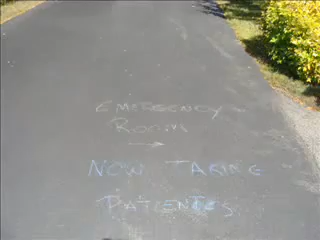 EMERGENCY
ROOM
→
NOW TAKING
PATIENTS